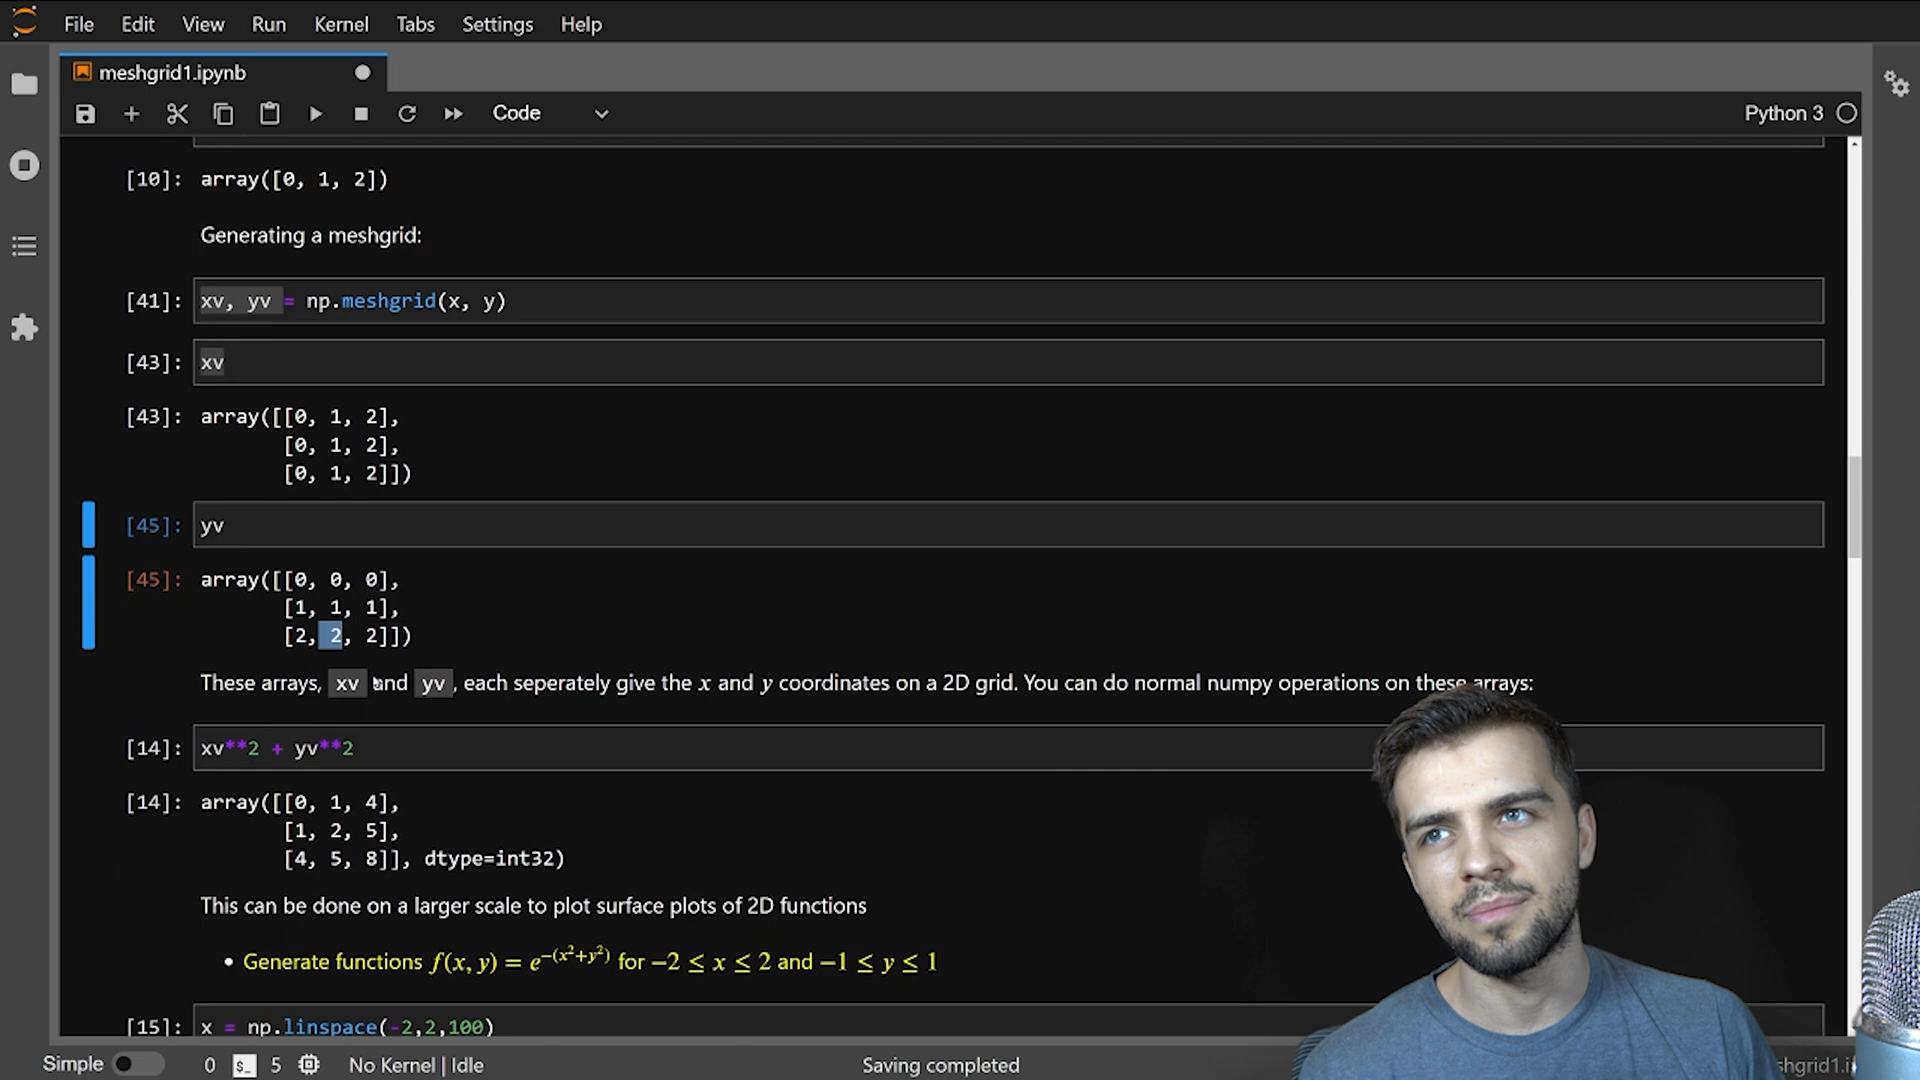 File Edit View Run Kernel Tabs Settings Help
meshgrid1.ipynb
Code
Python 3
[10]: array([0, 1, 2])
Generating a meshgrid:
[41]: xv, yv = np.meshgrid(x, y)
[43]: xv
[43]: array([[0, 1, 2],
[0, 1, 2],
[0, 1, 2]])
[45]: yv
[45]: array([[0, 0, 0],
[1, 1, 1],
[2, 2, 2]])
These arrays, xv and yv, each seperately give the x and y coordinates on a 2D grid. You can do normal numpy operations on these arrays:
[14]: xv**2 + yv**2
[14]: array([[0, 1, 4],
[1, 2, 5],
[4, 5, 8]], dtype=int32)
This can be done on a larger scale to plot surface plots of 2D functions
• Generate functions f(x, y) = e^−(x²+y²) for −2 ≤ x ≤ 2 and −1 ≤ y ≤ 1
[15]: x = np.linspace(-2,2,100)
Simple 0 $_ 5 No Kernel | Idle Saving completed